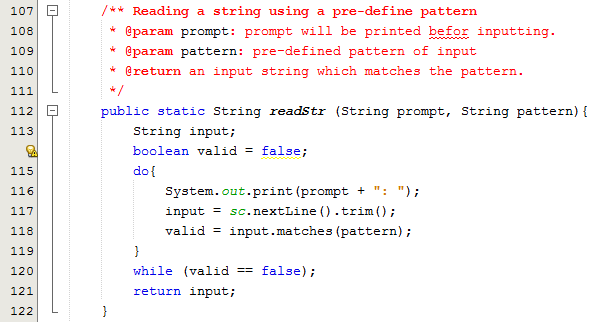 107 /** Reading a string using a pre-define pattern
108 * @param prompt: prompt will be printed befor inputting.
109 * @param pattern: pre-defined pattern of input
110 * @return an input string which matches the pattern.
111 */
112 public static String readStr (String prompt, String pattern){
113 String input;
boolean valid = false;
115 do{
116 System.out.print(prompt + ": ");
117 input = sc.nextLine().trim();
118 valid = input.matches(pattern);
119 }
120 while (valid == false);
121 return input;
122 }